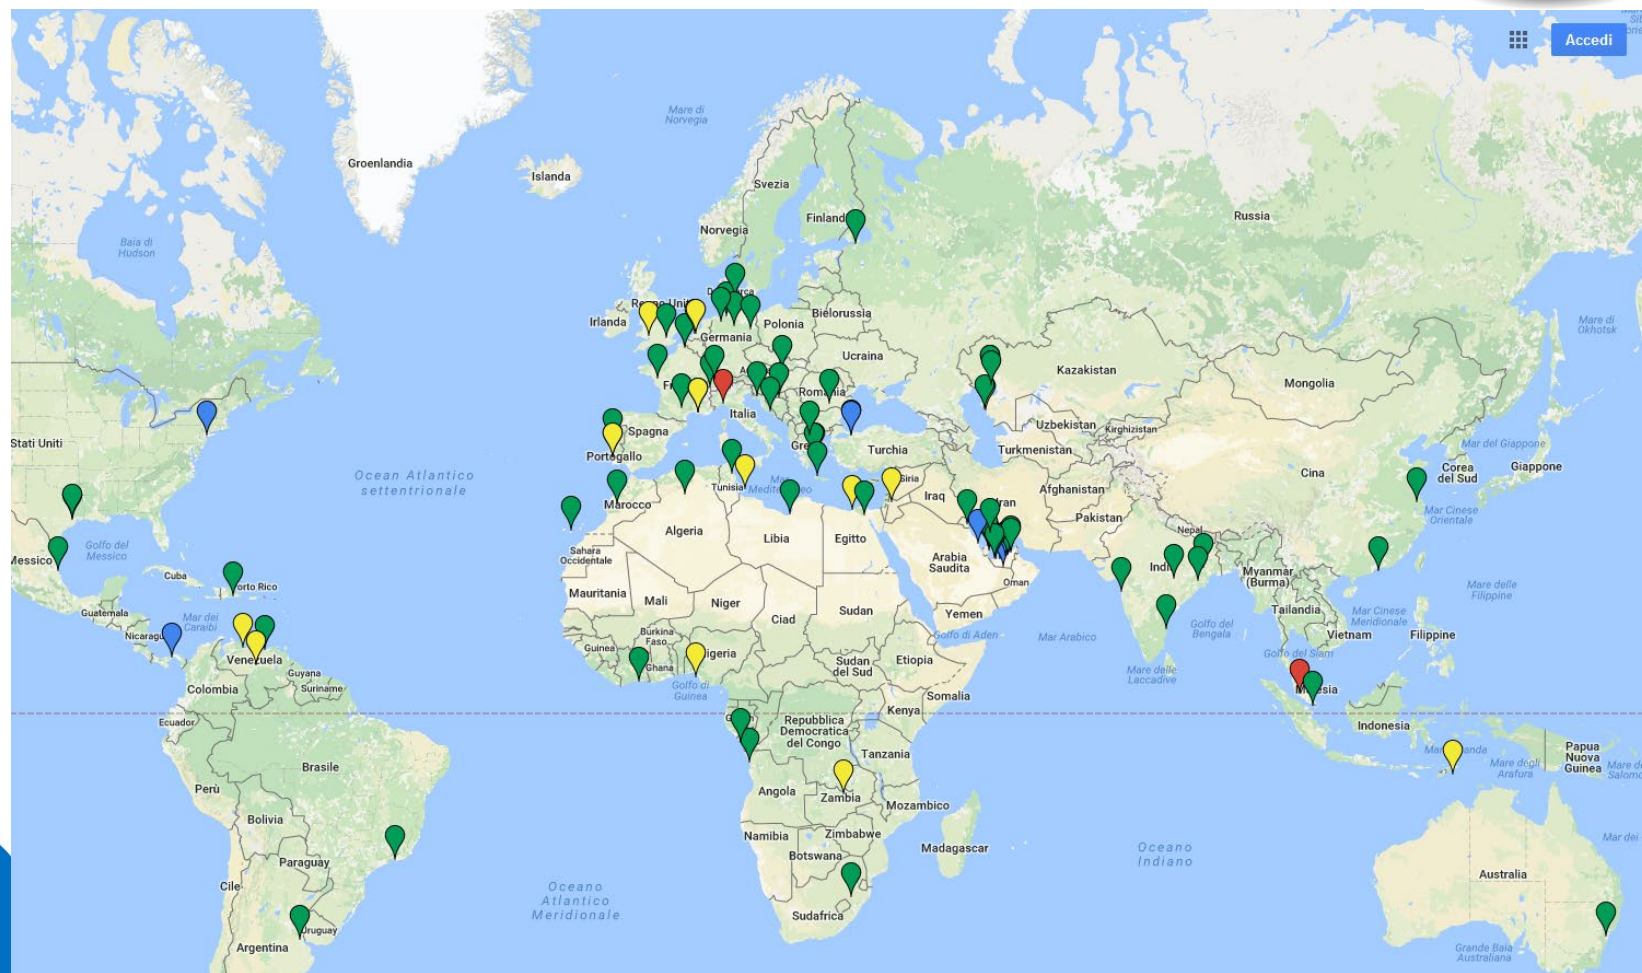 Accedi
Mare di
Norvegia
Groenlandia
Islanda
Svezia
Finland
Norvegia
Russia
Baia di
Hudson
Irlanda
Polonia
Bielorussia
Germania
Mare di
Okhotsk
Ucraina
Kazakistan
Mongolia
Romania
Italia
Stati Uniti
Spagna
Uzbekistan
Kirghizistan
Turchia
Turkmenistan
Mar del Giappone
Portogallo
Corea
del Sud
Giappone
Ocean Atlantico
settentrionale
Cina
Tunisia
Siria
Iraq
Iran
Afghanistan
Marocco
Pakistan
Mar Cinese
Orientale
Algeria
Libia
Egitto
Nepal
Golfo del
Messico
Messico
Sahara
Occidentale
Arabia
Saudita
Oman
Myanmar
(Burma)
Cuba
Porto Rico
Mauritania
Mali
Niger
Ciad
Sudan
Yemen
Mare delle
Filippine
Guatemala
Mar dei
Caraibi
Tailandia
Mar Cinese
Meridionale
Golfo del
Bengala
Nicaragu
Burkina
Faso
Golfo di Aden
Mar Arabico
Vietnam
Filippine
Guinea
Ghana
Nigeria
Golfo del Siam
Venezuela
Guyana
Suriname
Sudan
del Sud
Etiopia
Mare delle
Laccadive
Colombia
Golfo di
Guinea
Somalia
Kenya
Ecuador
Repubblica
Democratica
del Congo
Indonesia
Tanzania
Papua
Nuova
Guinea
Brasile
Mare degli
Arafura
Perù
Angola
Zambia
Mozambico
Bolivia
Namibia
Zimbabwe
Madagascar
Oceano
Indiano
Mar dei
Botswana
Paraguay
Cile
Australia
Oceano
Atlantico
Meridionale
Sudafrica
Uruguay
Argentina
Grande Baia
Australiana